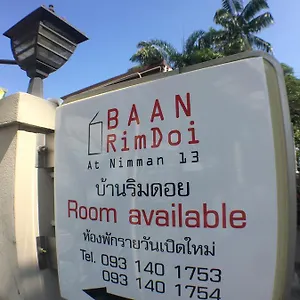 BAAN
RimDoi
At Nimman 13
บ้านริมดอย
Room available
ห้องพักรายวันเปิดใหม่
Tel. 093 140 1753
093 140 1754